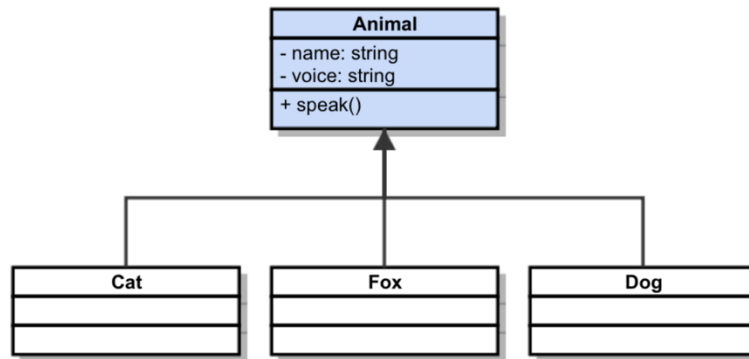 Animal
- name: string
- voice: string
+ speak()
Cat
Fox
Dog